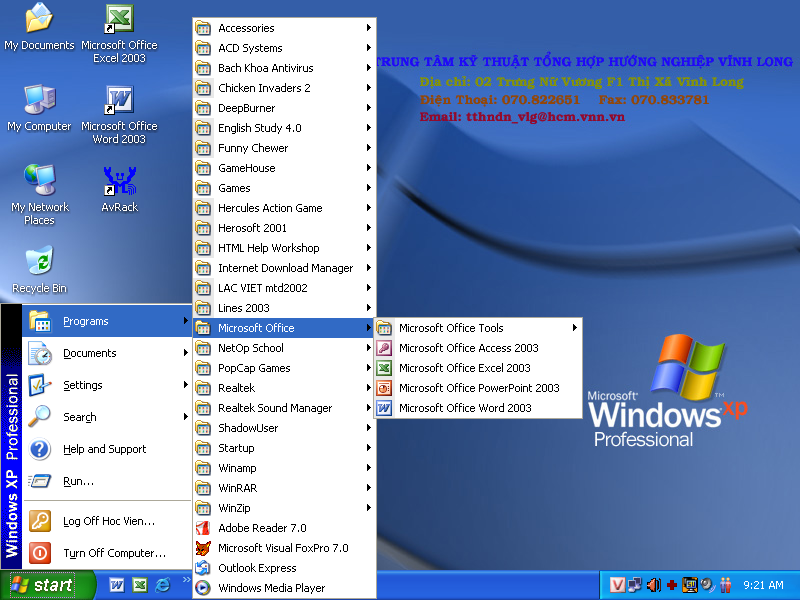 My Documents
Microsoft Office
Excel 2003
My Computer
Microsoft Office
Word 2003
My Network
Places
AvRack
Recycle Bin
TRUNG TÂM KỸ THUẬT TỔNG HỢP HƯỚNG NGHIỆP VĨNH LONG
Địa chỉ: 02 Trưng Nữ Vương F1 Thị Xã Vĩnh Long
Điện Thoại: 070.822651 Fax: 070.833781
Email: tthndn_vlg@hcm.vnn.vn
Windows XP Professional
Programs
Documents
Settings
Search
Help and Support
Run...
Log Off Hoc Vien...
Turn Off Computer...
Accessories
ACD Systems
Bach Khoa Antivirus
Chicken Invaders 2
DeepBurner
English Study 4.0
Funny Chewer
GameHouse
Games
Hercules Action Game
Herosoft 2001
HTML Help Workshop
Internet Download Manager
LAC VIET mtd2002
Lines 2003
Microsoft Office
NetOp School
PopCap Games
Realtek
Realtek Sound Manager
ShadowUser
Startup
Winamp
WinRAR
WinZip
Adobe Reader 7.0
Microsoft Visual FoxPro 7.0
Outlook Express
Windows Media Player
Microsoft Office Tools
Microsoft Office Access 2003
Microsoft Office Excel 2003
Microsoft Office PowerPoint 2003
Microsoft Office Word 2003
Microsoft®
Windows xp™
Professional
start
9:21 AM